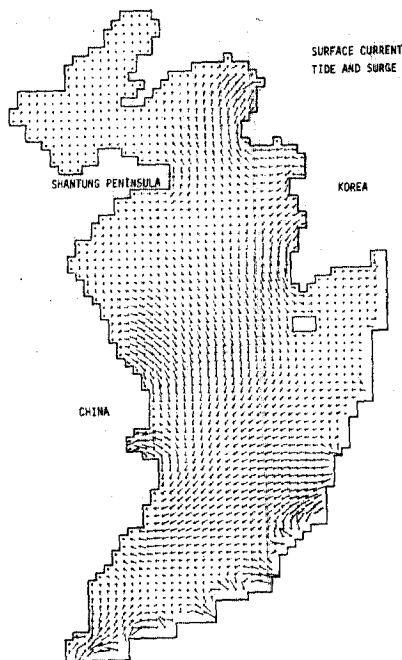 SURFACE CURRENT
TIDE AND SURGE
SHANTUNG PENINSULA
KOREA
CHINA